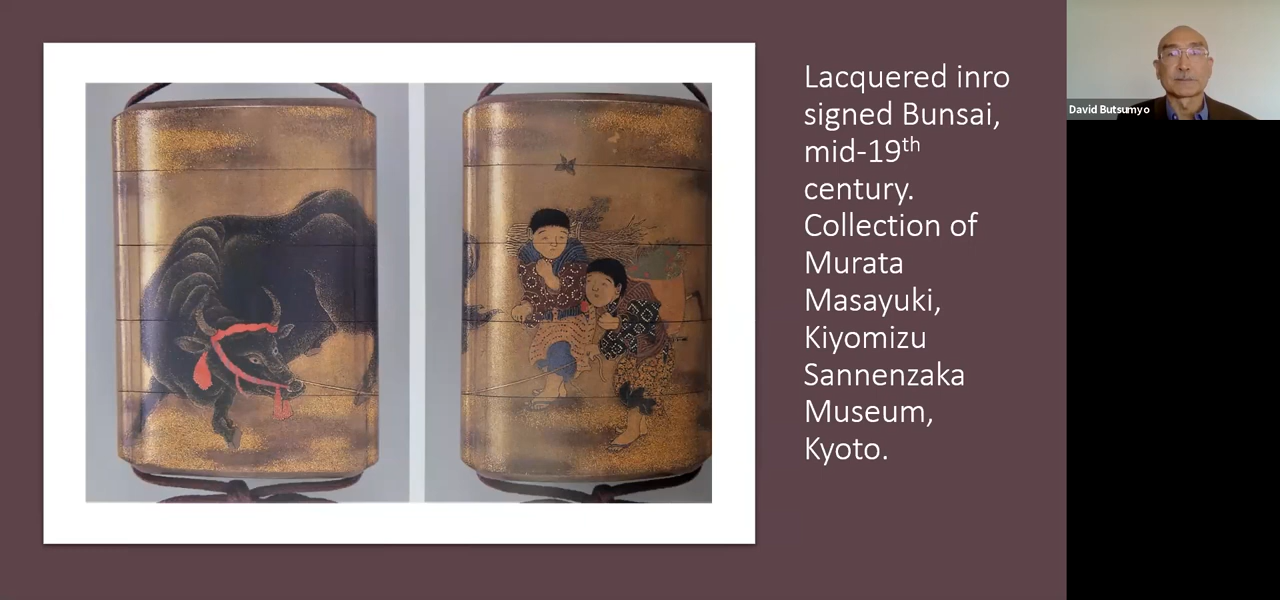 Lacquered inro
signed Bunsai,
mid-19th
century.
Collection of
Murata
Masayuki,
Kiyomizu
Sannenzaka
Museum,
Kyoto.
David Butsumyo